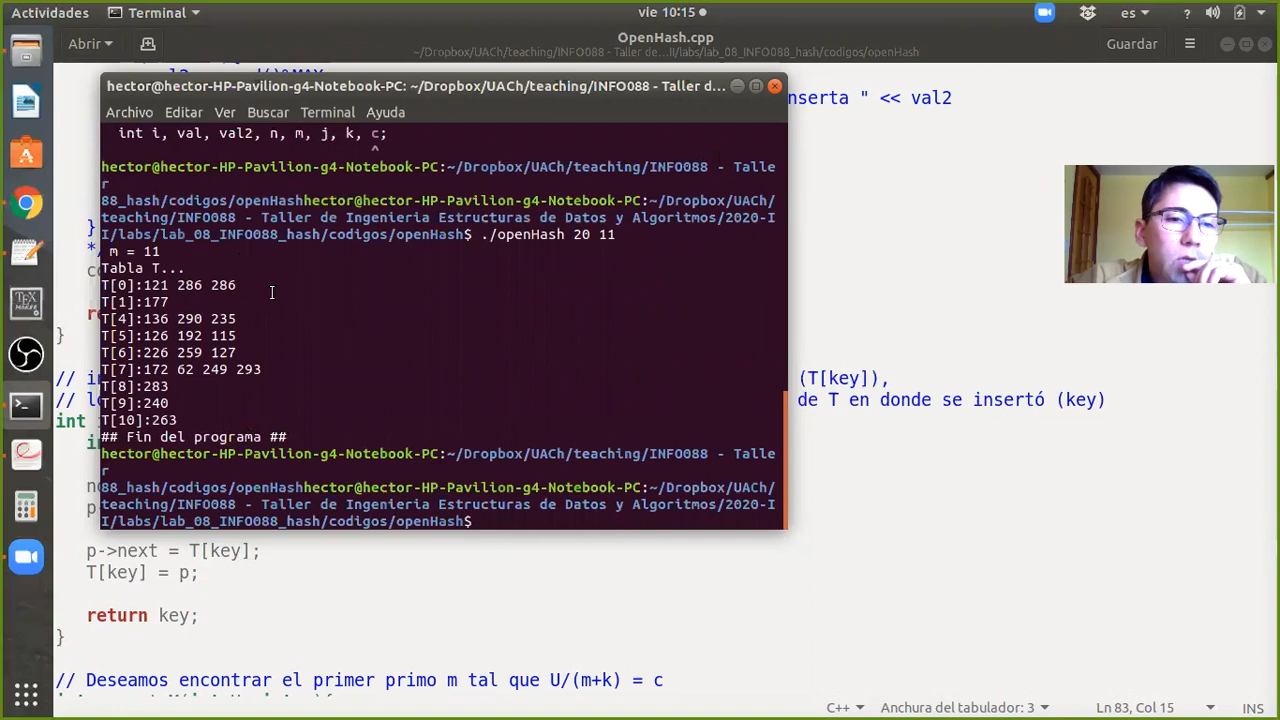 Actividades
Terminal
vie 10:15
es
Abrir
OpenHash.cpp
~/Dropbox/UACh/teaching/INFO088 - Taller de…II/labs/lab_08_INFO088_hash/codigos/openHash
Guardar
hector@hector-HP-Pavilion-g4-Notebook-PC: ~/Dropbox/UACh/teaching/INFO088 - Taller d…
nserta " << val2
Archivo Editar Ver Buscar Terminal Ayuda
int i, val, val2, n, m, j, k, c;
^
hector@hector-HP-Pavilion-g4-Notebook-PC:~/Dropbox/UACh/teaching/INFO088 - Talle
r
88_hash/codigos/openHashhector@hector-HP-Pavilion-g4-Notebook-PC:~/Dropbox/UACh/
teaching/INFO088 - Taller de Ingenieria Estructuras de Datos y Algoritmos/2020-I
I/labs/lab_08_INFO088_hash/codigos/openHash$ ./openHash 20 11
m = 11
Tabla T...
T[0]:121 286 286
T[1]:177
T[4]:136 290 235
T[5]:126 192 115
T[6]:226 259 127
T[7]:172 62 249 293
T[8]:283
T[9]:240
T[10]:263
## Fin del programa ##
hector@hector-HP-Pavilion-g4-Notebook-PC:~/Dropbox/UACh/teaching/INFO088 - Talle
r
88_hash/codigos/openHashhector@hector-HP-Pavilion-g4-Notebook-PC:~/Dropbox/UACh/
teaching/INFO088 - Taller de Ingenieria Estructuras de Datos y Algoritmos/2020-I
I/labs/lab_08_INFO088_hash/codigos/openHash$
}
*/
co
re
}
// in
(T[key]),
// lo
de T en donde se insertó (key)
int
p->next = T[key];
T[key] = p;
return key;
}
// Deseamos encontrar el primer primo m tal que U/(m+k) = c
C++
Anchura del tabulador: 3
Ln 83, Col 15
INS